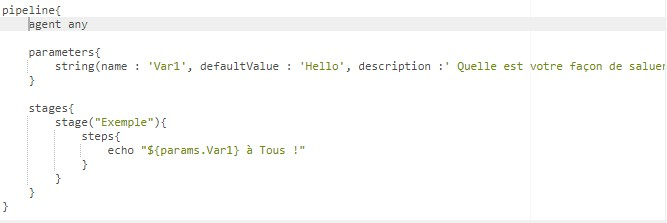 pipeline{
    agent any

    parameters{
        string(name : 'Var1', defaultValue : 'Hello', description :' Quelle est votre façon de saluer
    }

    stages{
        stage("Exemple"){
            steps{
                echo "${params.Var1} à Tous !"
            }
        }
    }
}